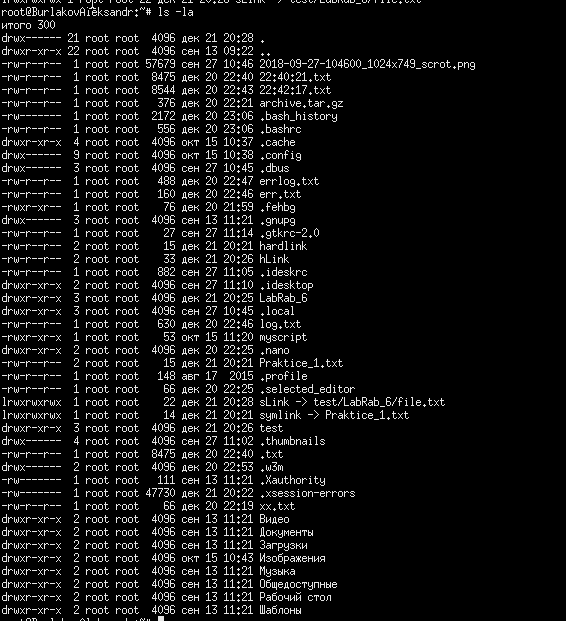 root@BurlakovAleksandr:~# ls -la
итого 300
drwx------ 21 root root  4096 дек 21 20:28 .
drwxr-xr-x 22 root root  4096 сен 13 09:22 ..
-rw-r--r--  1 root root 57679 сен 27 10:46 2018-09-27-104600_1024x749_scrot.png
-rw-r--r--  1 root root  8475 дек 20 22:40 22:40:21.txt
-rw-r--r--  1 root root  8544 дек 20 22:43 22:42:17.txt
-rw-r--r--  1 root root   376 дек 20 22:21 archive.tar.gz
-rw-------  1 root root  2172 дек 20 23:06 .bash_history
-rw-------  1 root root   556 дек 20 23:06 .bashrc
drwxr-xr-x  4 root root  4096 окт 15 10:37 .cache
drwx------  9 root root  4096 окт 15 10:38 .config
drwx------  3 root root  4096 сен 27 10:45 .dbus
-rw-r--r--  1 root root   488 дек 20 22:47 errlog.txt
-rw-r--r--  1 root root   160 дек 20 22:46 err.txt
-rwxr-xr-x  1 root root    76 дек 20 21:59 .fehbg
drwx------  3 root root  4096 сен 13 11:21 .gnupg
-rw-r--r--  1 root root    27 сен 27 11:14 .gtkrc-2.0
-rw-r--r--  2 root root    15 дек 21 20:21 hardlink
-rw-r--r--  2 root root    33 дек 21 20:26 hLink
-rw-r--r--  1 root root   882 сен 27 11:05 .ideskrc
drwxr-xr-x  2 root root  4096 сен 27 11:10 .idesktop
drwxr-xr-x  3 root root  4096 дек 21 20:25 LabRab_6
drwxr-xr-x  3 root root  4096 сен 27 10:45 .local
-rw-r--r--  1 root root   630 дек 20 22:46 log.txt
-rwxr-xr-x  1 root root    53 окт 15 11:20 myscript
drwxr-xr-x  2 root root  4096 дек 20 22:25 .nano
-rw-r--r--  2 root root    15 дек 21 20:21 Praktice_1.txt
-rw-r--r--  1 root root   148 авг 17  2015 .profile
-rw-r--r--  1 root root    66 дек 20 22:25 .selected_editor
lrwxrwxrwx  1 root root    22 дек 21 20:28 sLink -> test/LabRab_6/file.txt
lrwxrwxrwx  1 root root    14 дек 21 20:21 symlink -> Praktice_1.txt
drwxr-xr-x  3 root root  4096 дек 21 20:26 test
drwx------  4 root root  4096 сен 27 11:02 .thumbnails
-rw-r--r--  1 root root  8475 дек 20 22:40 .txt
drwx------  2 root root  4096 дек 20 22:53 .w3m
-rw-------  1 root root   111 сен 13 11:21 .Xauthority
-rw-------  1 root root 47730 дек 21 20:22 .xsession-errors
-rw-r--r--  1 root root    66 дек 20 22:19 xx.txt
drwxr-xr-x  2 root root  4096 сен 13 11:21 Видео
drwxr-xr-x  2 root root  4096 сен 13 11:21 Документы
drwxr-xr-x  2 root root  4096 сен 13 11:21 Загрузки
drwxr-xr-x  2 root root  4096 окт 15 10:43 Изображения
drwxr-xr-x  2 root root  4096 сен 13 11:21 Музыка
drwxr-xr-x  2 root root  4096 сен 13 11:21 Общедоступные
drwxr-xr-x  2 root root  4096 сен 13 11:21 Рабочий стол
drwxr-xr-x  2 root root  4096 сен 13 11:21 Шаблоны